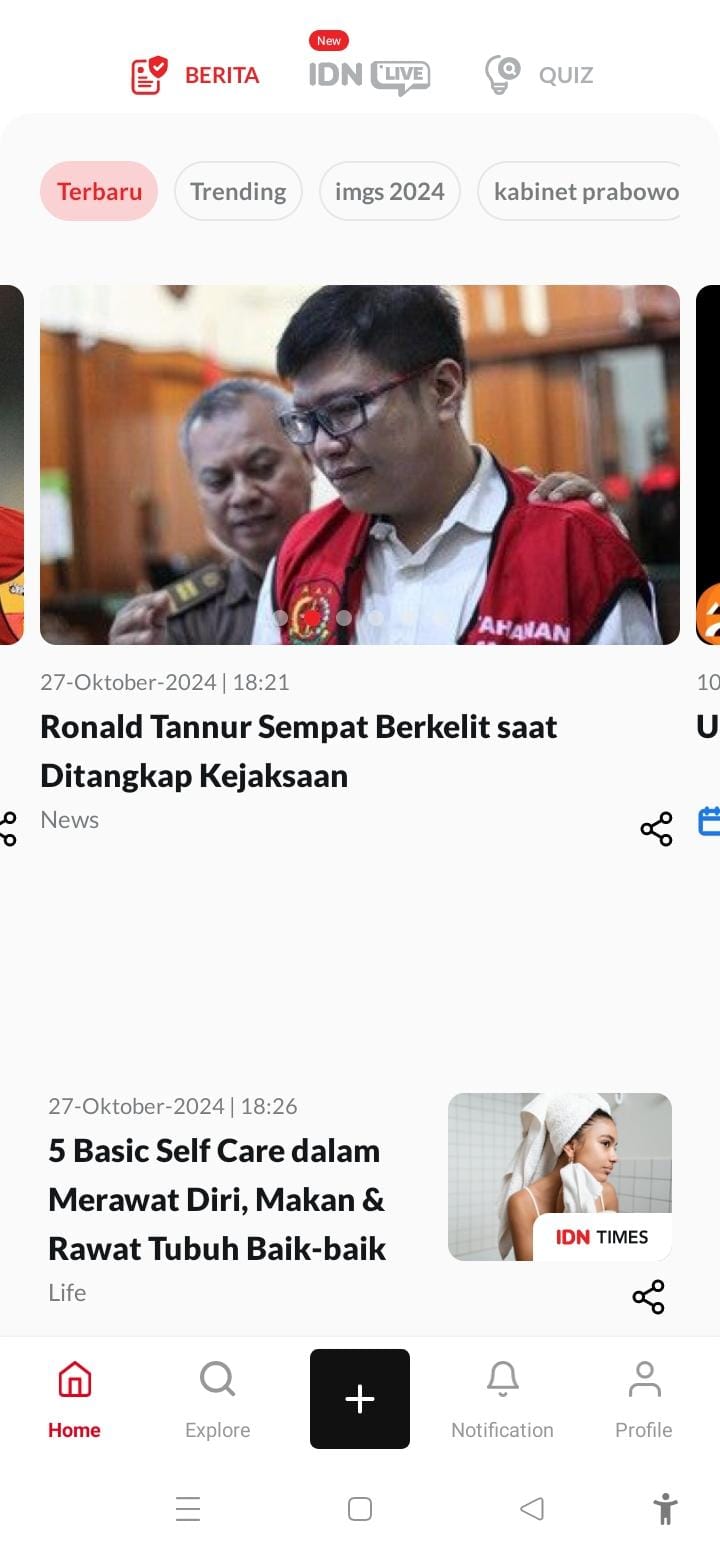 New
BERITA
IDN LIVE
QUIZ
Terbaru
Trending
imgs 2024
kabinet prabowo
TAHANAN
27-Oktober-2024 | 18:21
10
Ronald Tannur Sempat Berkelit saat
U
Ditangkap Kejaksaan
News
27-Oktober-2024 | 18:26
5 Basic Self Care dalam
Merawat Diri, Makan &
Rawat Tubuh Baik-baik
IDN TIMES
Life
Home
Explore
Notification
Profile